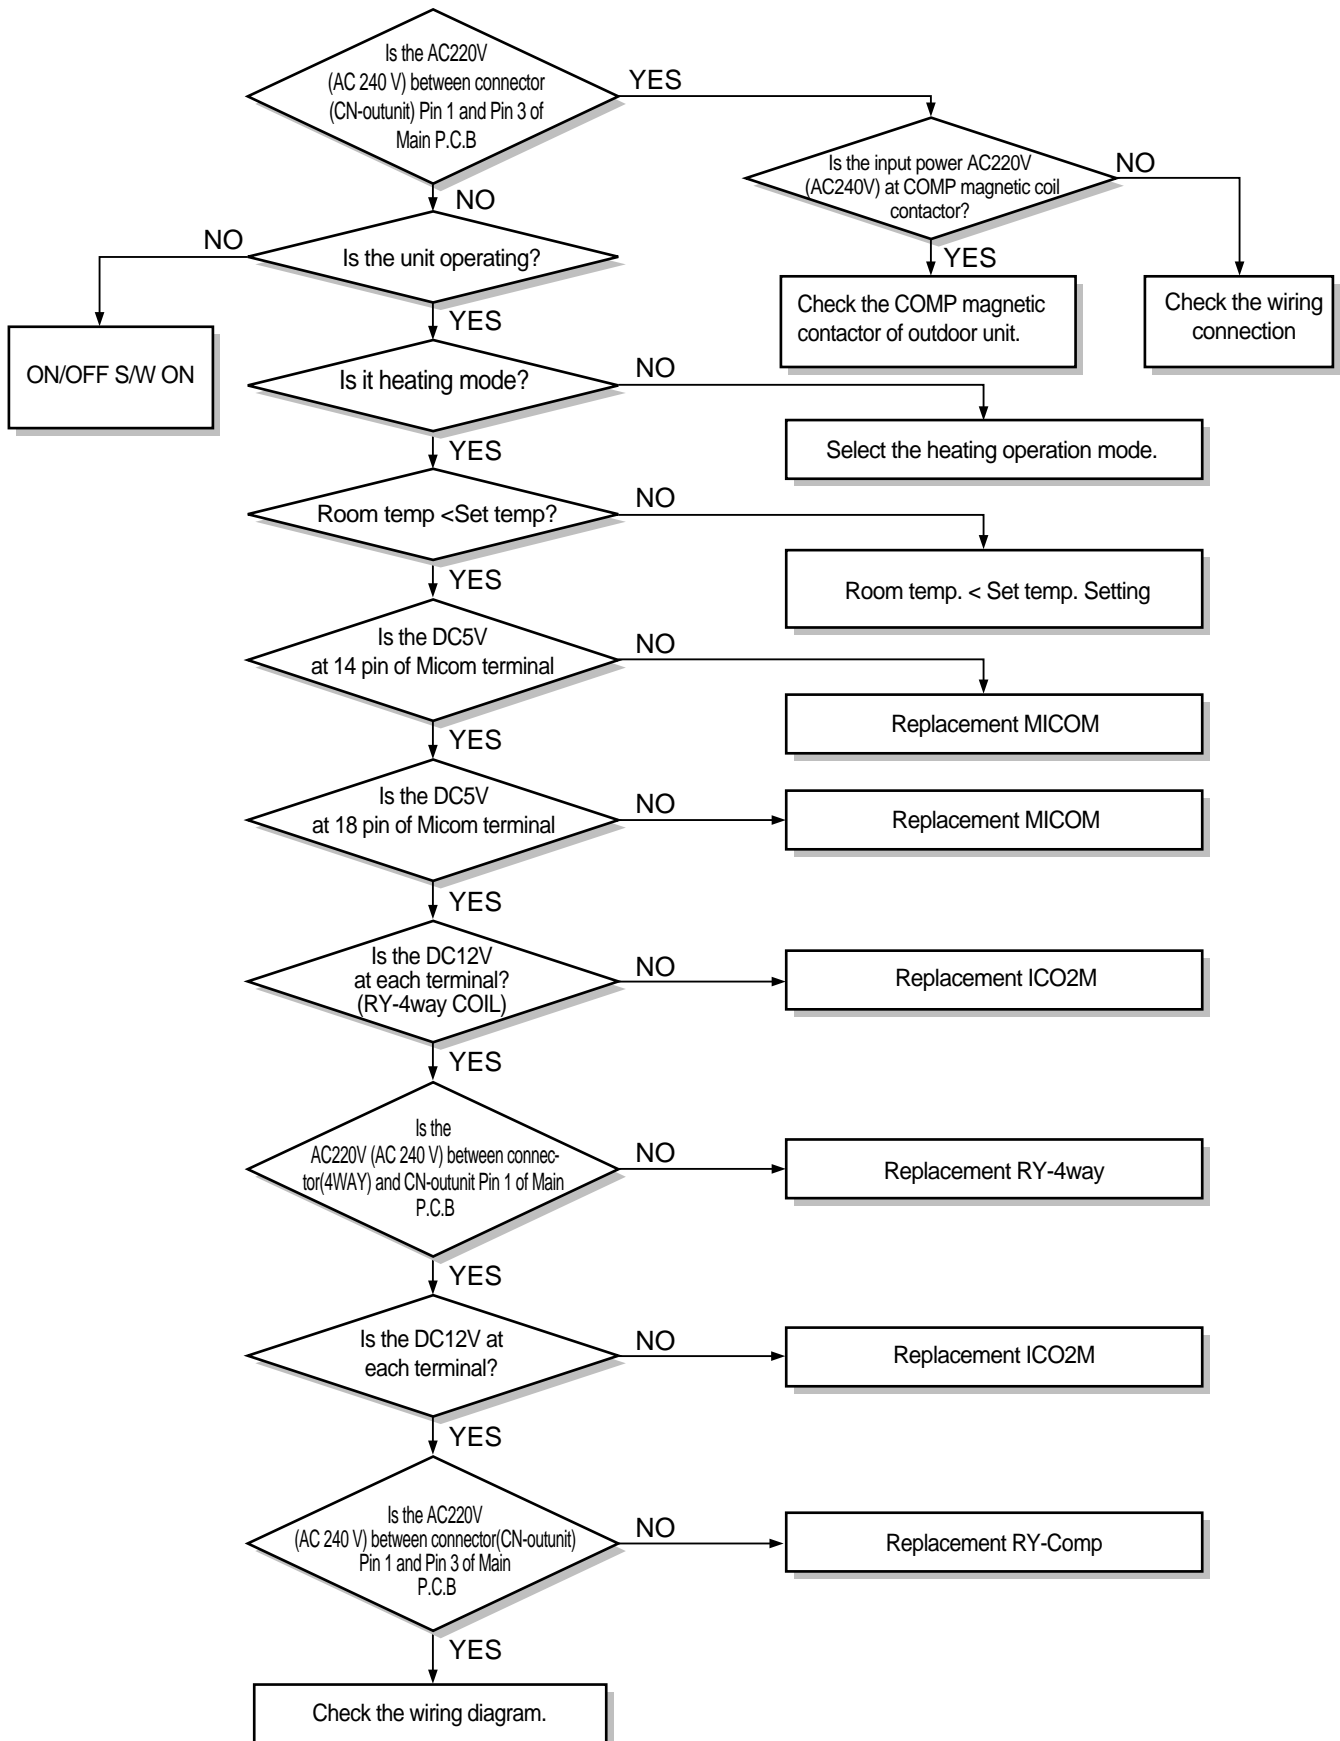 Is the AC220V
(AC 240 V) between connector
(CN-outunit) Pin 1 and Pin 3 of
Main P.C.B
YES
NO
Is the input power AC220V
(AC240V) at COMP magnetic coil
contactor?
NO
YES
Check the COMP magnetic
contactor of outdoor unit.
Check the wiring
connection
Is the unit operating?
NO
YES
ON/OFF S/W ON
Is it heating mode?
NO
YES
Select the heating operation mode.
Room temp <Set temp?
NO
YES
Room temp. < Set temp. Setting
Is the DC5V
at 14 pin of Micom terminal
NO
YES
Replacement MICOM
Is the DC5V
at 18 pin of Micom terminal
NO
YES
Replacement MICOM
Is the DC12V
at each terminal?
(RY-4way COIL)
NO
YES
Replacement ICO2M
Is the
AC220V (AC 240 V) between connec-
tor(4WAY) and CN-outunit Pin 1 of Main
P.C.B
NO
YES
Replacement RY-4way
Is the DC12V at
each terminal?
NO
YES
Replacement ICO2M
Is the AC220V
(AC 240 V) between connector(CN-outunit)
Pin 1 and Pin 3 of Main
P.C.B
NO
YES
Replacement RY-Comp
Check the wiring diagram.